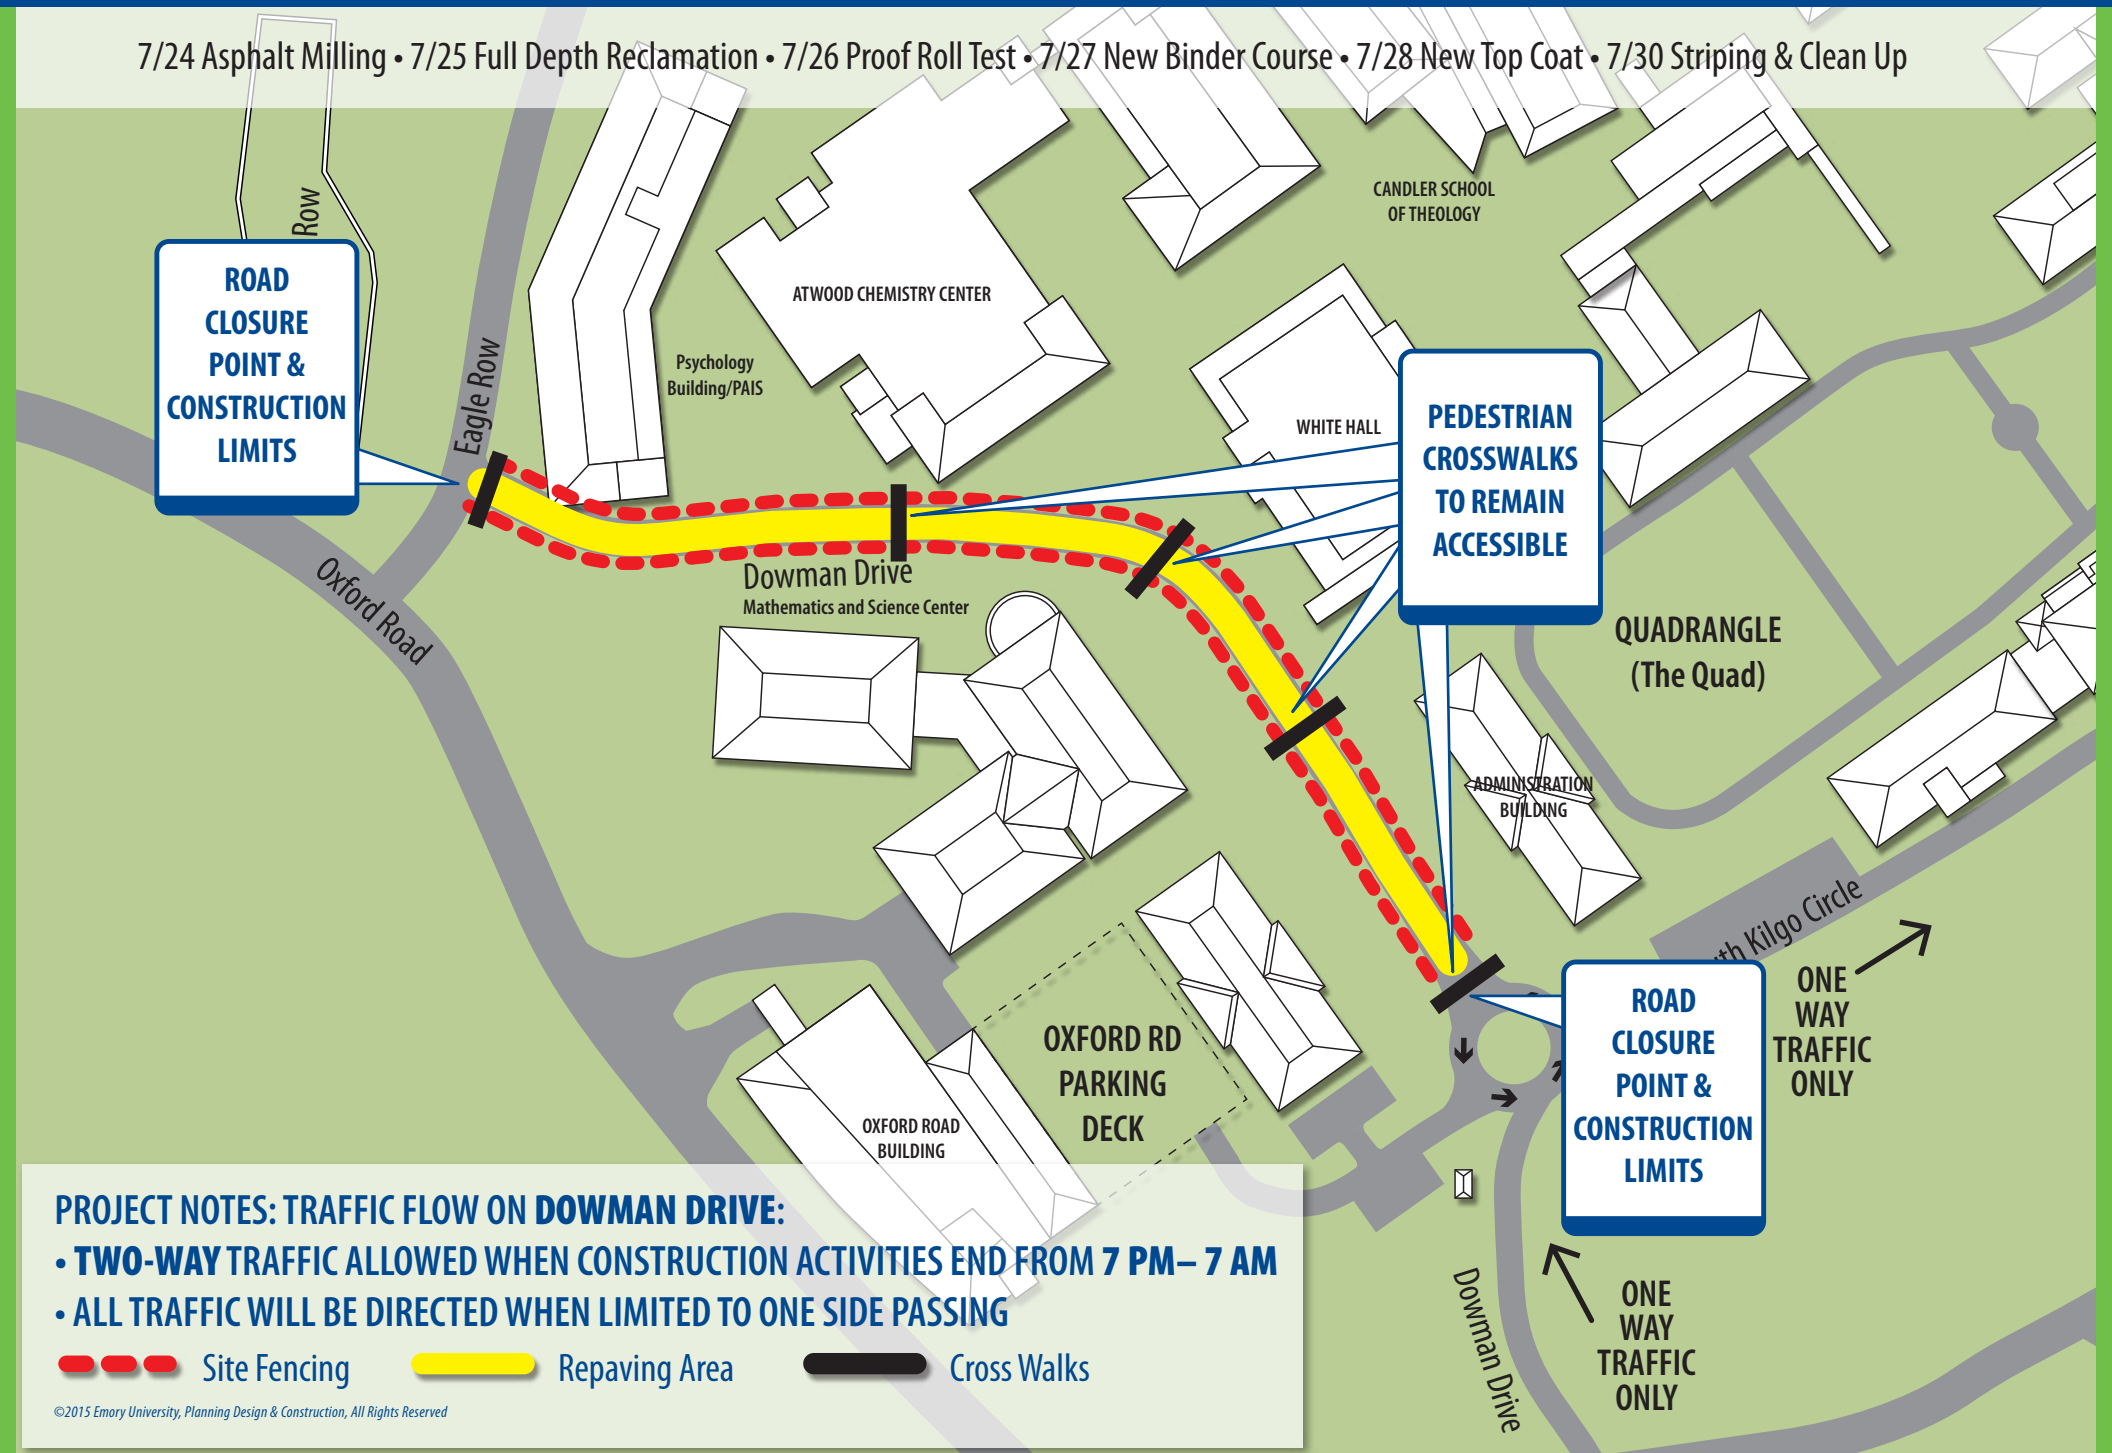 7/24 Asphalt Milling • 7/25 Full Depth Reclamation • 7/26 Proof Roll Test • 7/27 New Binder Course • 7/28 New Top Coat • 7/30 Striping & Clean Up
Row
ROAD
CLOSURE
POINT &
CONSTRUCTION
LIMITS
Eagle Row
Oxford Road
Psychology
Building/PAIS
ATWOOD CHEMISTRY CENTER
CANDLER SCHOOL
OF THEOLOGY
WHITE HALL
PEDESTRIAN
CROSSWALKS
TO REMAIN
ACCESSIBLE
Dowman Drive
Mathematics and Science Center
QUADRANGLE
(The Quad)
ADMINISTRATION
BUILDING
uth Kilgo Circle
ONE
WAY
TRAFFIC
ONLY
ROAD
CLOSURE
POINT &
CONSTRUCTION
LIMITS
OXFORD RD
PARKING
DECK
OXFORD ROAD
BUILDING
Dowman Drive
ONE
WAY
TRAFFIC
ONLY
PROJECT NOTES: TRAFFIC FLOW ON DOWMAN DRIVE:
• TWO-WAY TRAFFIC ALLOWED WHEN CONSTRUCTION ACTIVITIES END FROM 7 PM– 7 AM
• ALL TRAFFIC WILL BE DIRECTED WHEN LIMITED TO ONE SIDE PASSING
Site Fencing
Repaving Area
Cross Walks
©2015 Emory University, Planning Design & Construction, All Rights Reserved